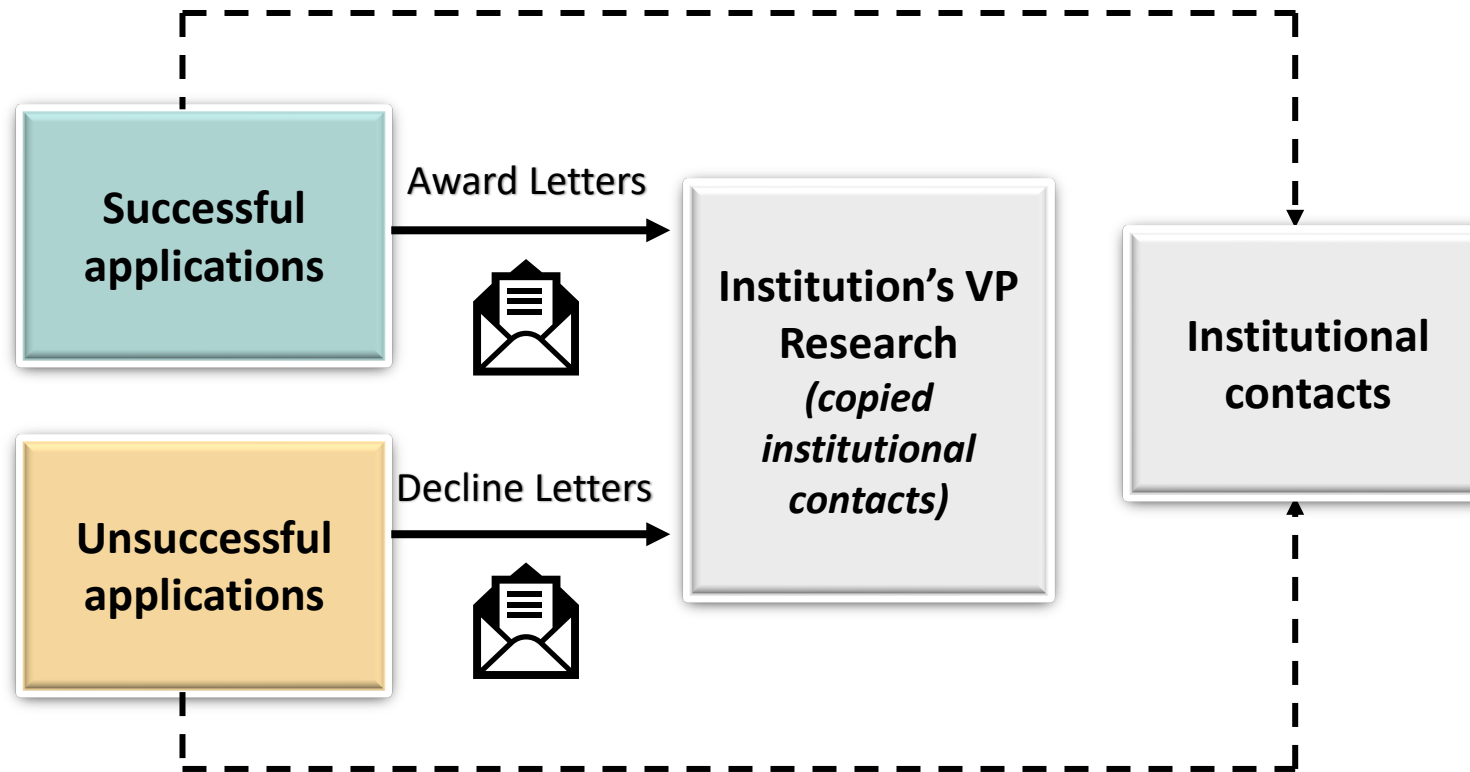 Successful
applications
Award Letters
Institution’s VP
Research
(copied
institutional
contacts)
Institutional
contacts
Decline Letters
Unsuccessful
applications